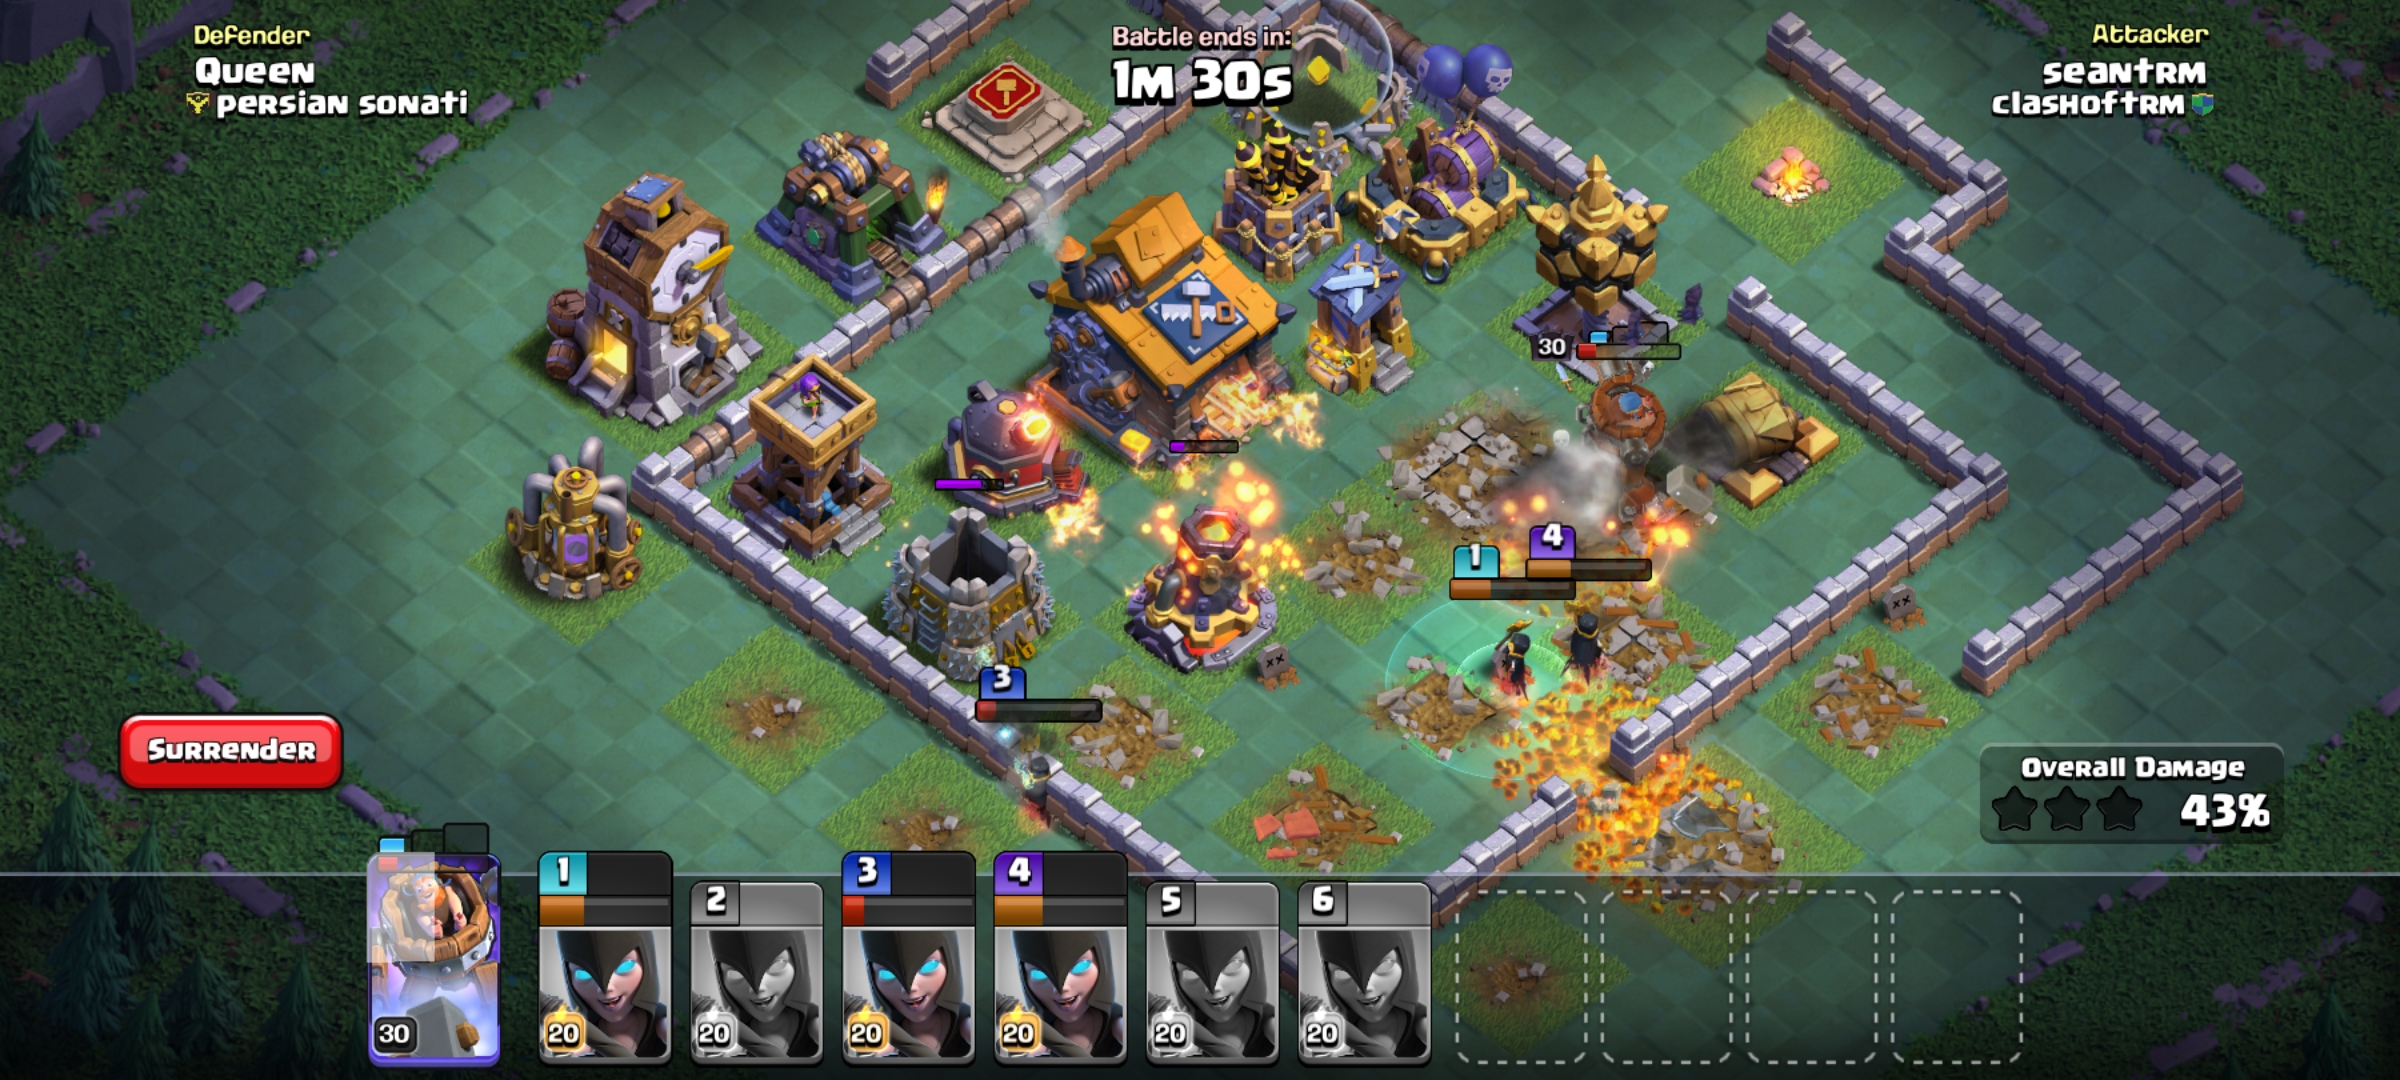 Defender
Queen
persian sonati
Battle ends in:
1m 30s
Attacker
seantrm
clashoftrm
30
1
4
3
Surrender
Overall Damage
43%
30
1
20
2
20
3
20
4
20
5
20
6
20